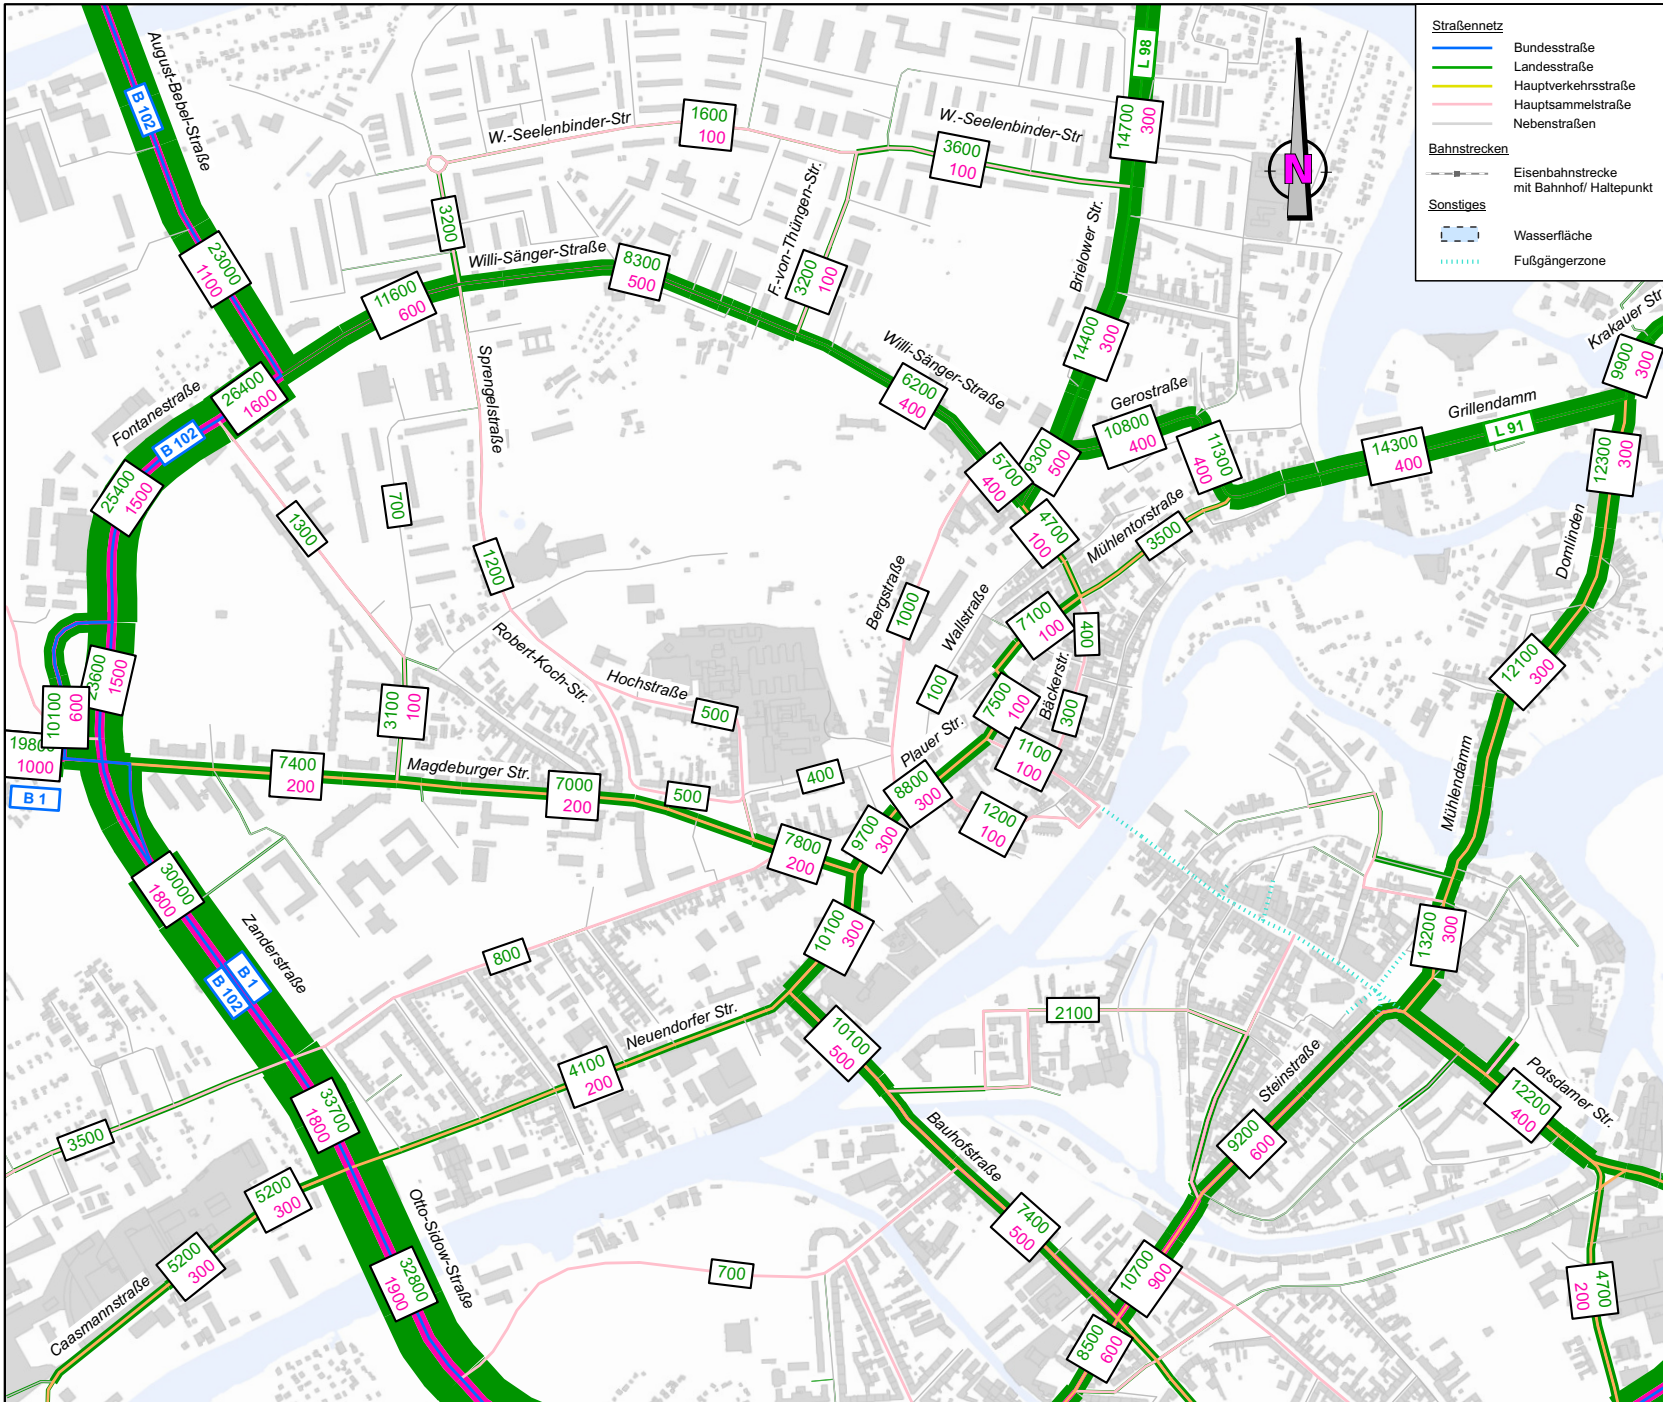 Straßennetz
Bundesstraße
Landesstraße
Hauptverkehrsstraße
Hauptsammelstraße
Nebenstraßen
Bahnstrecken
Eisenbahnstrecke
mit Bahnhof/ Haltepunkt
Sonstiges
Wasserfläche
Fußgängerzone
N
August-Bebel-Straße
B 102
L 98
W.-Seelenbinder-Str
1600
100
W.-Seelenbinder-Str
3600
100
14700
300
3200
F.-von-Thüngen-Str.
3200
100
Brielower Str.
23000
1100
Willi-Sänger-Straße
8300
500
11600
600
14400
300
Krakauer Str
9900
300
Fontanestraße
26400
1600
B 102
Sprengelstraße
Willi-Sänger-Straße
6200
400
Gerostraße
10800
400
11300
400
Grillendamm
L 91
14300
400
12300
300
25400
1500
700
1300
1200
5700
400
9300
500
4700
100
Mühlentorstraße
3500
Domlinden
Bergstraße
1000
Wallstraße
100
7100
100
400
Robert-Koch-Str.
Hochstraße
500
3100
100
23600
1500
10100
600
19800
1000
B 1
7500
100
Bäckerstr.
300
12100
300
Plauer Str.
1100
100
7400
200
Magdeburger Str.
7000
200
500
400
8800
300
1200
100
Mühlendamm
7800
200
9700
300
30000
1800
Zanderstraße
10100
300
13200
300
800
B 1
B 102
Neuendorfer Str.
4100
200
10100
500
2100
Steinstraße
Potsdamer Str.
12200
400
3500
33700
1800
Bauhofstraße
9200
600
5200
300
Otto-Sidow-Straße
5200
300
7400
500
700
10700
900
4700
200
Caasmannstraße
32800
1900
8500
600